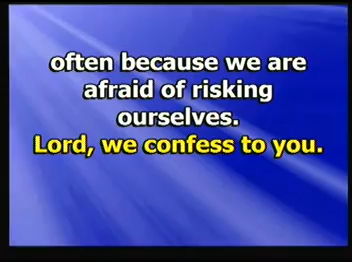 often because we are
afraid of risking
ourselves.
Lord, we confess to you.